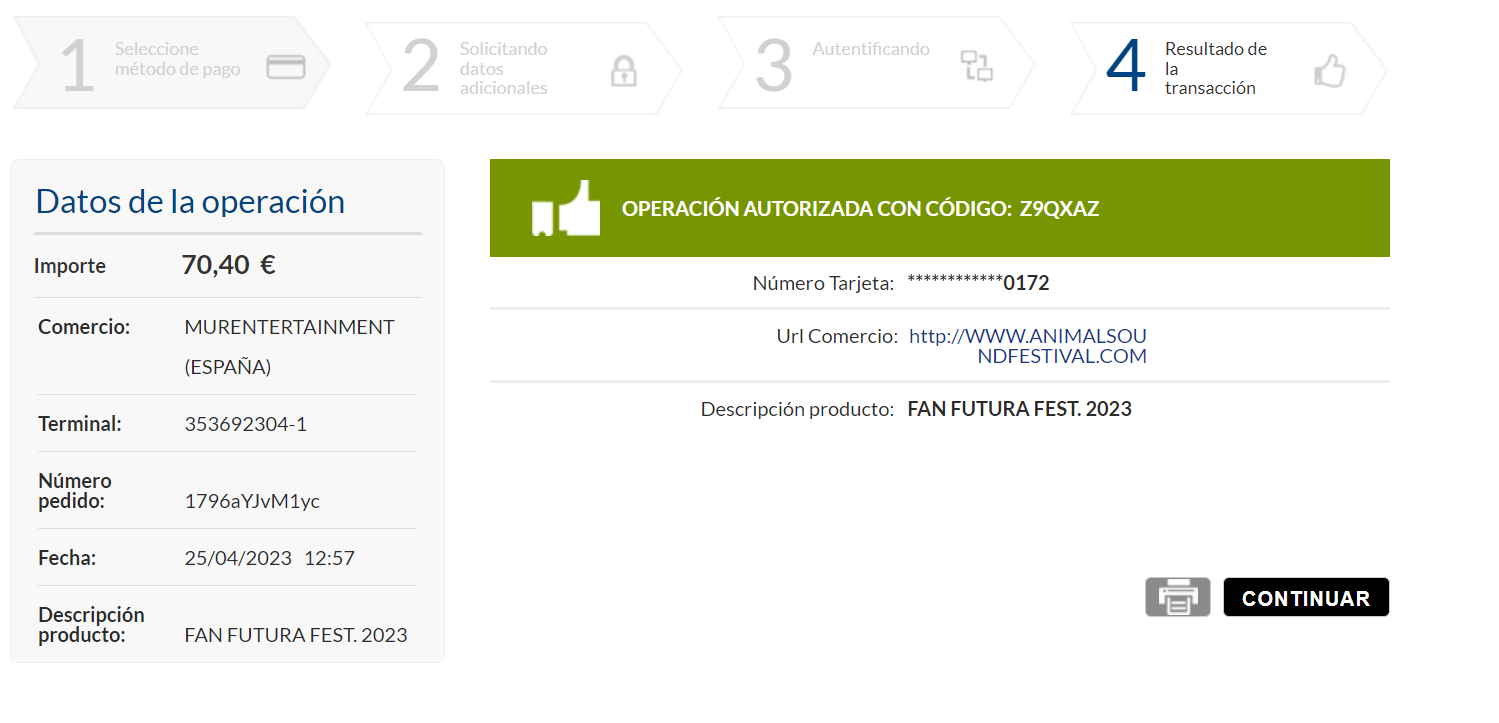 1
Seleccione
método de pago
2
Solicitando
datos
adicionales
3
Autentificando
4
Resultado de
la
transacción
Datos de la operación
Importe 70,40 €
Comercio: MURENTERTAINMENT
(ESPAÑA)
Terminal: 353692304-1
Número
pedido: 1796aYJvM1yc
Fecha: 25/04/2023 12:57
Descripción
producto: FAN FUTURA FEST. 2023
OPERACIÓN AUTORIZADA CON CÓDIGO: Z9QXAZ
Número Tarjeta: ************0172
Url Comercio: http://WWW.ANIMALSOU
NDFESTIVAL.COM
Descripción producto: FAN FUTURA FEST. 2023
CONTINUAR